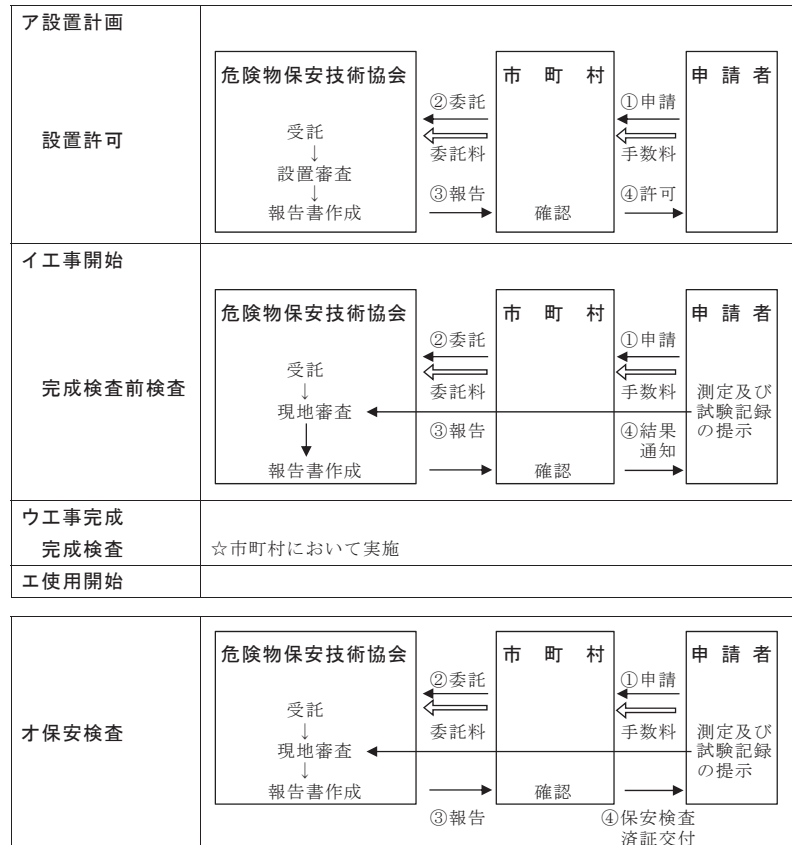 ア設置計画
設置許可
危険物保安技術協会
市町村
申請者
②委託
①申請
受託
委託料
手数料
↓
設置審査
↓
③報告
④許可
報告書作成
確認
イ工事開始
完成検査前検査
危険物保安技術協会
市町村
申請者
②委託
①申請
受託
委託料
手数料
測定及び
試験記録
の提示
↓
現地審査
③報告
④結果
通知
報告書作成
確認
ウ工事完成
完成検査
☆市町村において実施
エ使用開始
オ保安検査
危険物保安技術協会
市町村
申請者
②委託
①申請
受託
委託料
手数料
測定及び
試験記録
の提示
↓
現地審査
↓
報告書作成
確認
③報告
④保安検査
済証交付